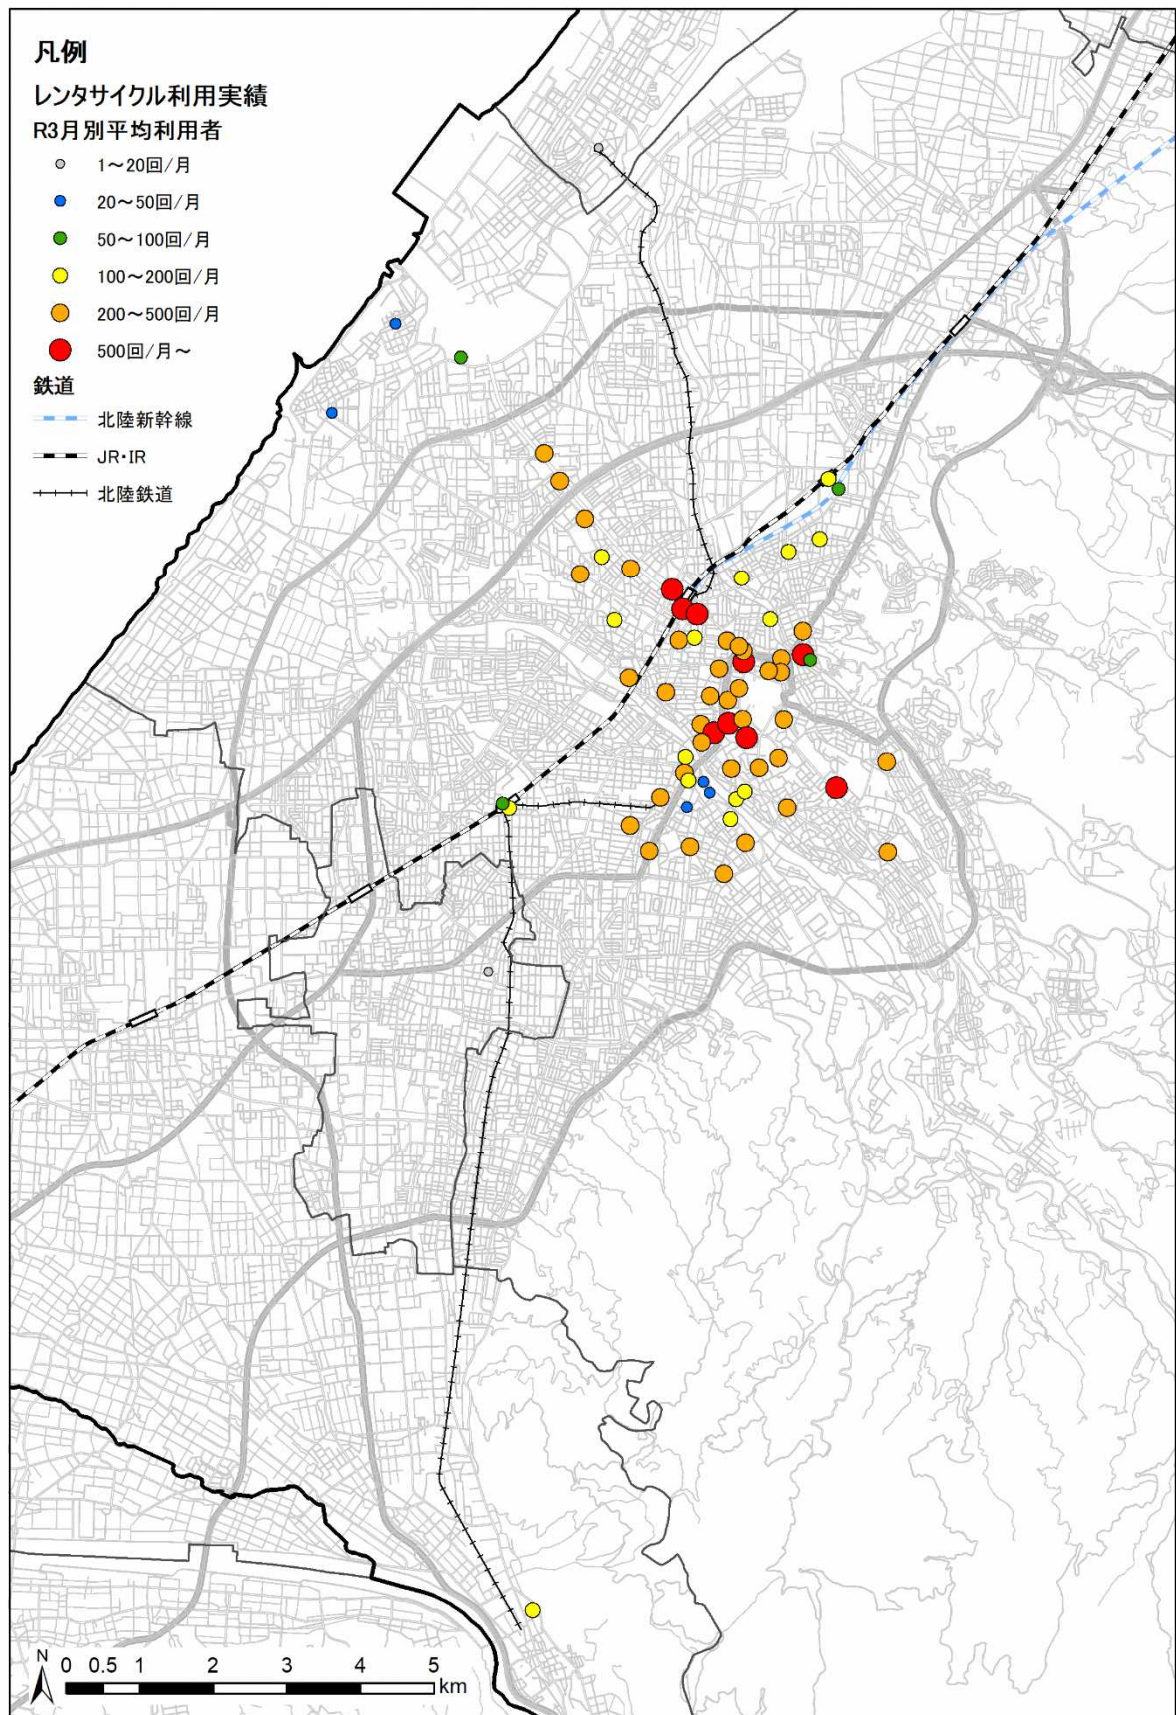 凡例
レンタサイクル利用実績
R3月別平均利用者
1～20回/月
20～50回/月
50～100回/月
100～200回/月
200～500回/月
500回/月～
鉄道
北陸新幹線
JR・IR
北陸鉄道
N
0 0.5 1 2 3 4 5
km